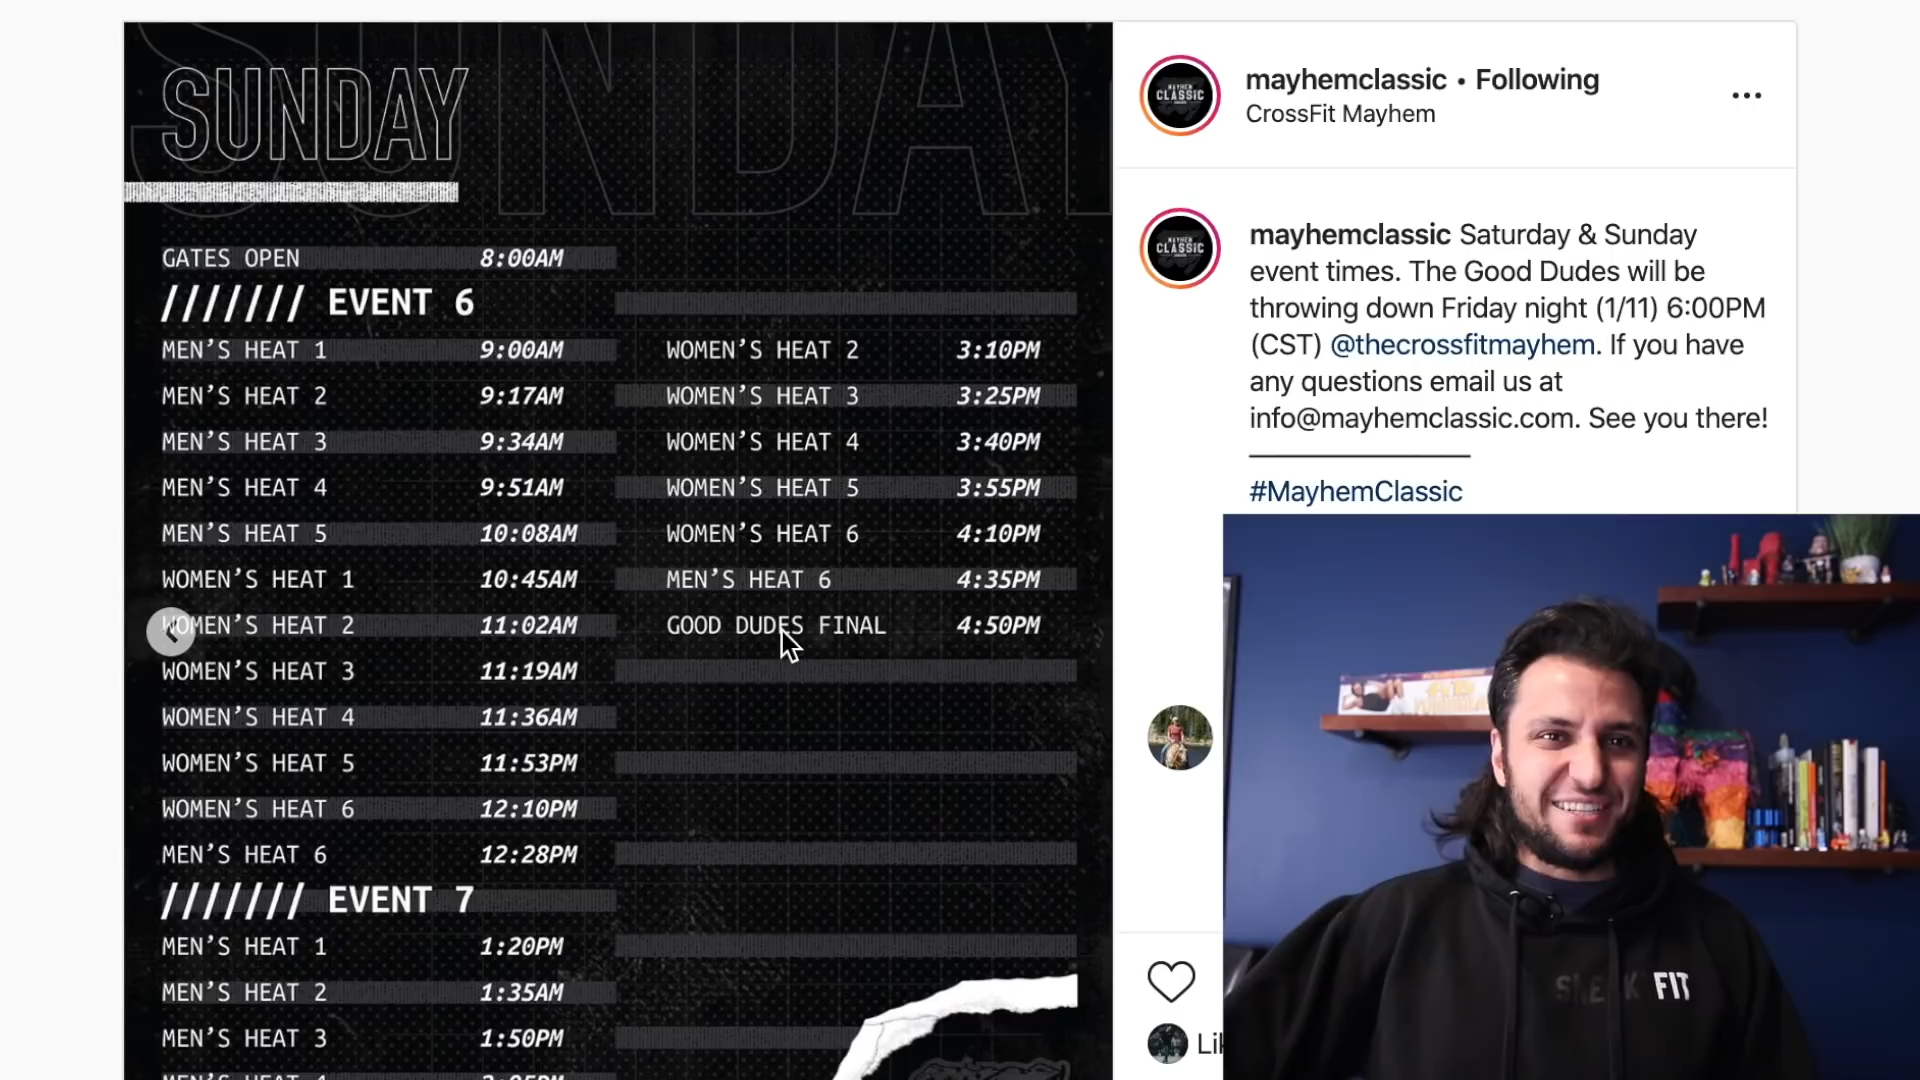 SUNDAY
GATES OPEN 8:00AM
/////// EVENT 6
MEN’S HEAT 1 9:00AM
MEN’S HEAT 2 9:17AM
MEN’S HEAT 3 9:34AM
MEN’S HEAT 4 9:51AM
MEN’S HEAT 5 10:08AM
WOMEN’S HEAT 1 10:45AM
WOMEN’S HEAT 2 11:02AM
WOMEN’S HEAT 3 11:19AM
WOMEN’S HEAT 4 11:36AM
WOMEN’S HEAT 5 11:53PM
WOMEN’S HEAT 6 12:10PM
MEN’S HEAT 6 12:28PM
/////// EVENT 7
MEN’S HEAT 1 1:20PM
MEN’S HEAT 2 1:35AM
MEN’S HEAT 3 1:50PM
WOMEN’S HEAT 2 3:10PM
WOMEN’S HEAT 3 3:25PM
WOMEN’S HEAT 4 3:40PM
WOMEN’S HEAT 5 3:55PM
WOMEN’S HEAT 6 4:10PM
MEN’S HEAT 6 4:35PM
GOOD DUDES FINAL 4:50PM
SUNDAY
MAYHEM
CLASSIC
mayhemclassic • Following
CrossFit Mayhem
MAYHEM
CLASSIC
mayhemclassic Saturday & Sunday
event times. The Good Dudes will be
throwing down Friday night (1/11) 6:00PM
(CST) @thecrossfitmayhem. If you have
any questions email us at
info@mayhemclassic.com. See you there!
#MayhemClassic
FIT